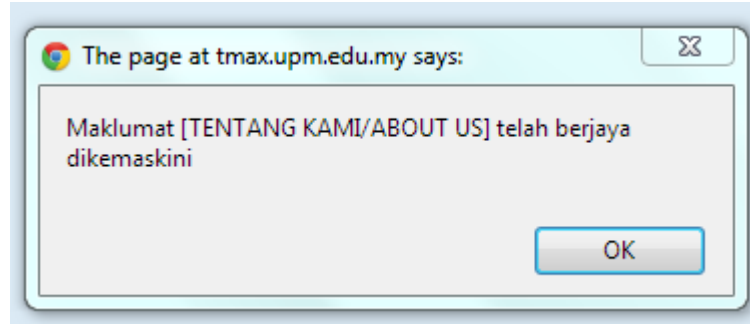 The page at tmax.upm.edu.my says:
Maklumat [TENTANG KAMI/ABOUT US] telah berjaya
dikemaskini
OK